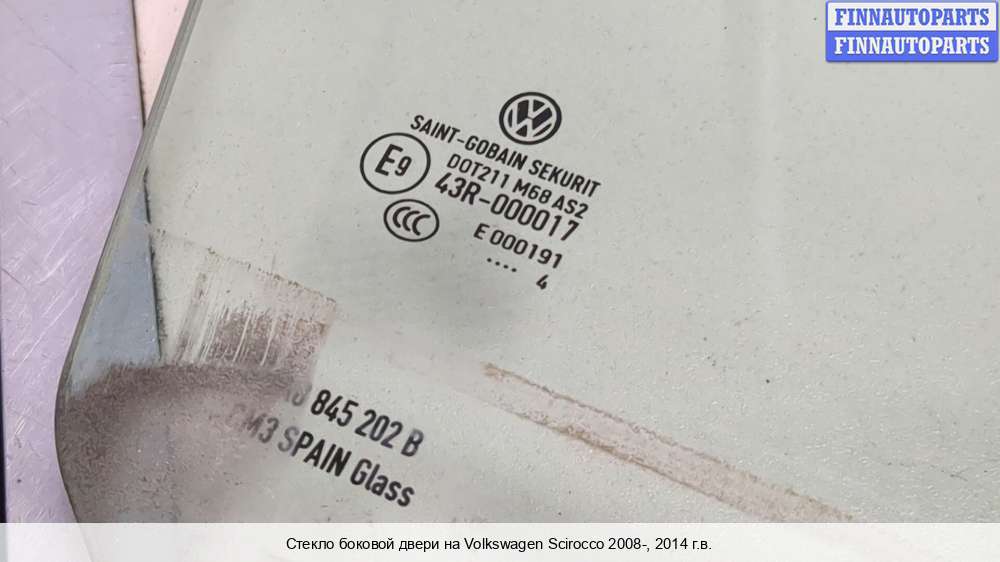 FINNAUTOPARTS
FINNAUTOPARTS
SAINT-GOBAIN SEKURIT
E9
DOT211 M68 AS2
43R-000017
CCC
E 000191
.... 4
845 202 B
SPAIN Glass
Стекло боковой двери на Volkswagen Scirocco 2008-, 2014 г.в.